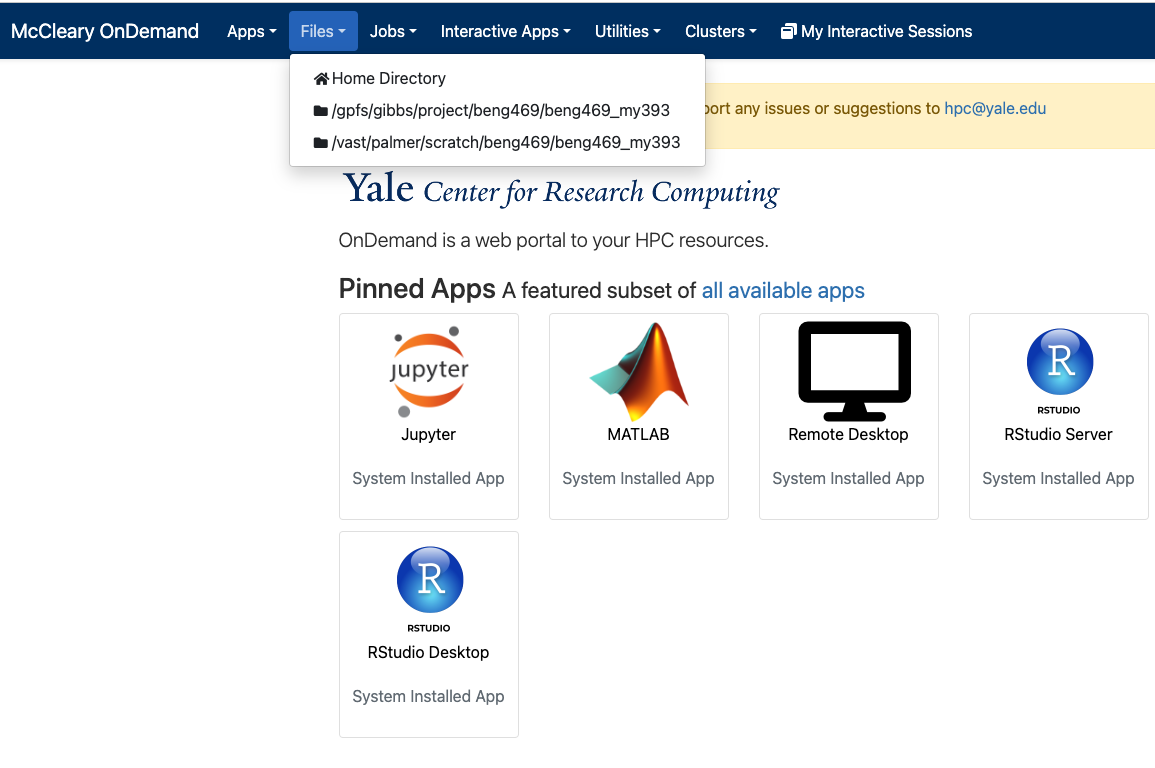 McCleary OnDemand Apps Files Jobs Interactive Apps Utilities Clusters My Interactive Sessions
Home Directory
/gpfs/gibbs/project/beng469/beng469_my393
/vast/palmer/scratch/beng469/beng469_my393
any issues or suggestions to hpc@yale.edu
Yale Center for Research Computing
OnDemand is a web portal to your HPC resources.
Pinned Apps A featured subset of all available apps
jupyter
Jupyter
System Installed App
MATLAB
System Installed App
Remote Desktop
System Installed App
R
RSTUDIO
RStudio Server
System Installed App
R
RSTUDIO
RStudio Desktop
System Installed App